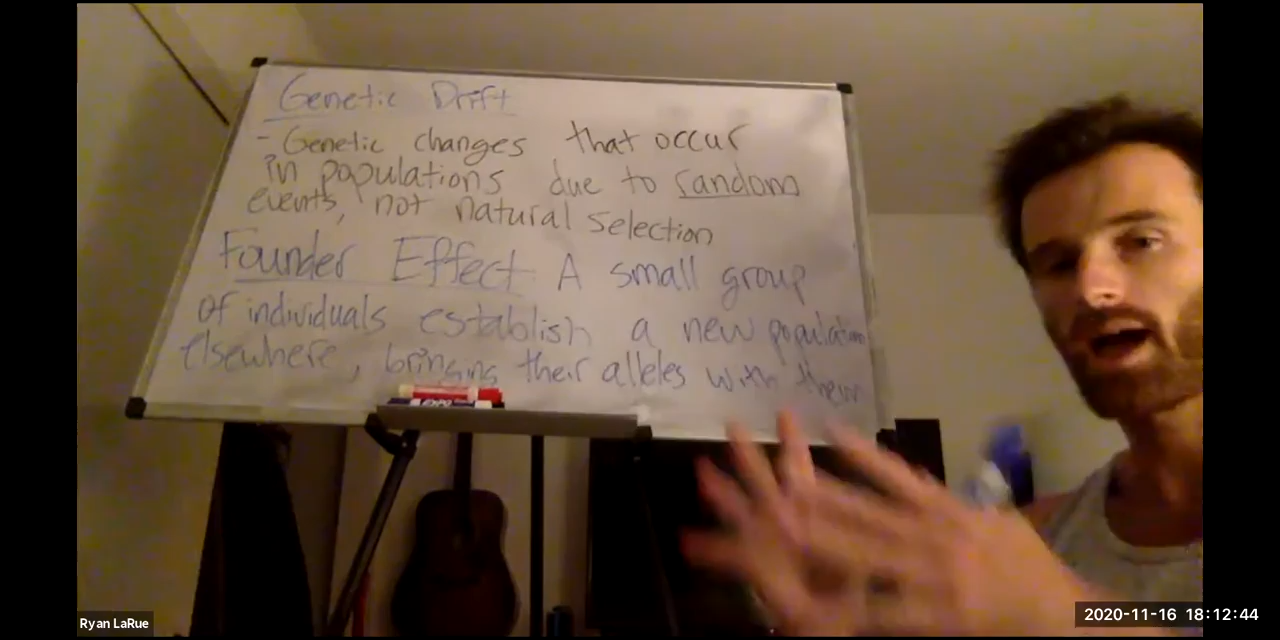 Genetic Drift
- Genetic changes that occur
in populations due to random
events, not natural selection
Founder Effect A small group
of individuals establish a new population
elsewhere, bringing their alleles with them
EXPO
Ryan LaRue
2020-11-16 18:12:44